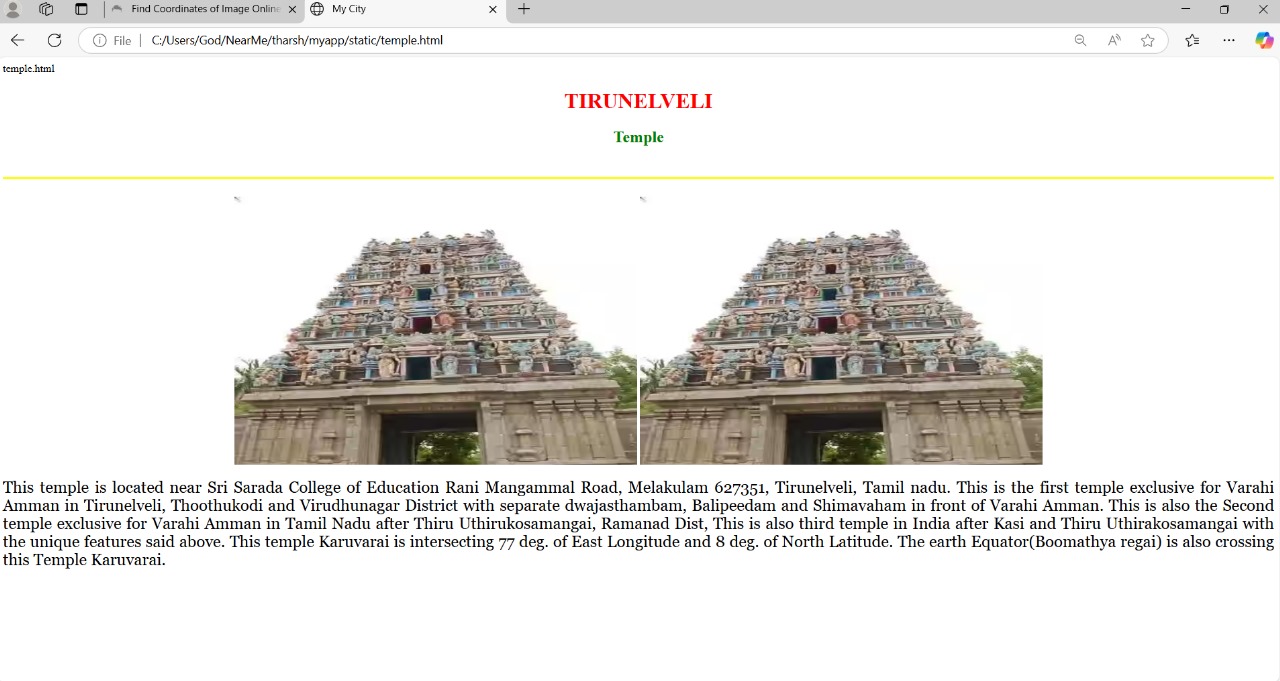 Find Coordinates of Image Online
My City
File
C:/Users/God/NearMe/tharsh/myapp/static/temple.html
temple.html
TIRUNELVELI
Temple
This temple is located near Sri Sarada College of Education Rani Mangammal Road, Melakulam 627351, Tirunelveli, Tamil nadu. This is the first temple exclusive for Varahi
Amman in Tirunelveli, Thoothukodi and Virudhunagar District with separate dwajasthambam, Balipeedam and Shimavaham in front of Varahi Amman. This is also the Second
temple exclusive for Varahi Amman in Tamil Nadu after Thiru Uthirukosamangai, Ramanad Dist, This is also third temple in India after Kasi and Thiru Uthirakosamangai with
the unique features said above. This temple Karuvarai is intersecting 77 deg. of East Longitude and 8 deg. of North Latitude. The earth Equator(Boomathya regai) is also crossing
this Temple Karuvarai.